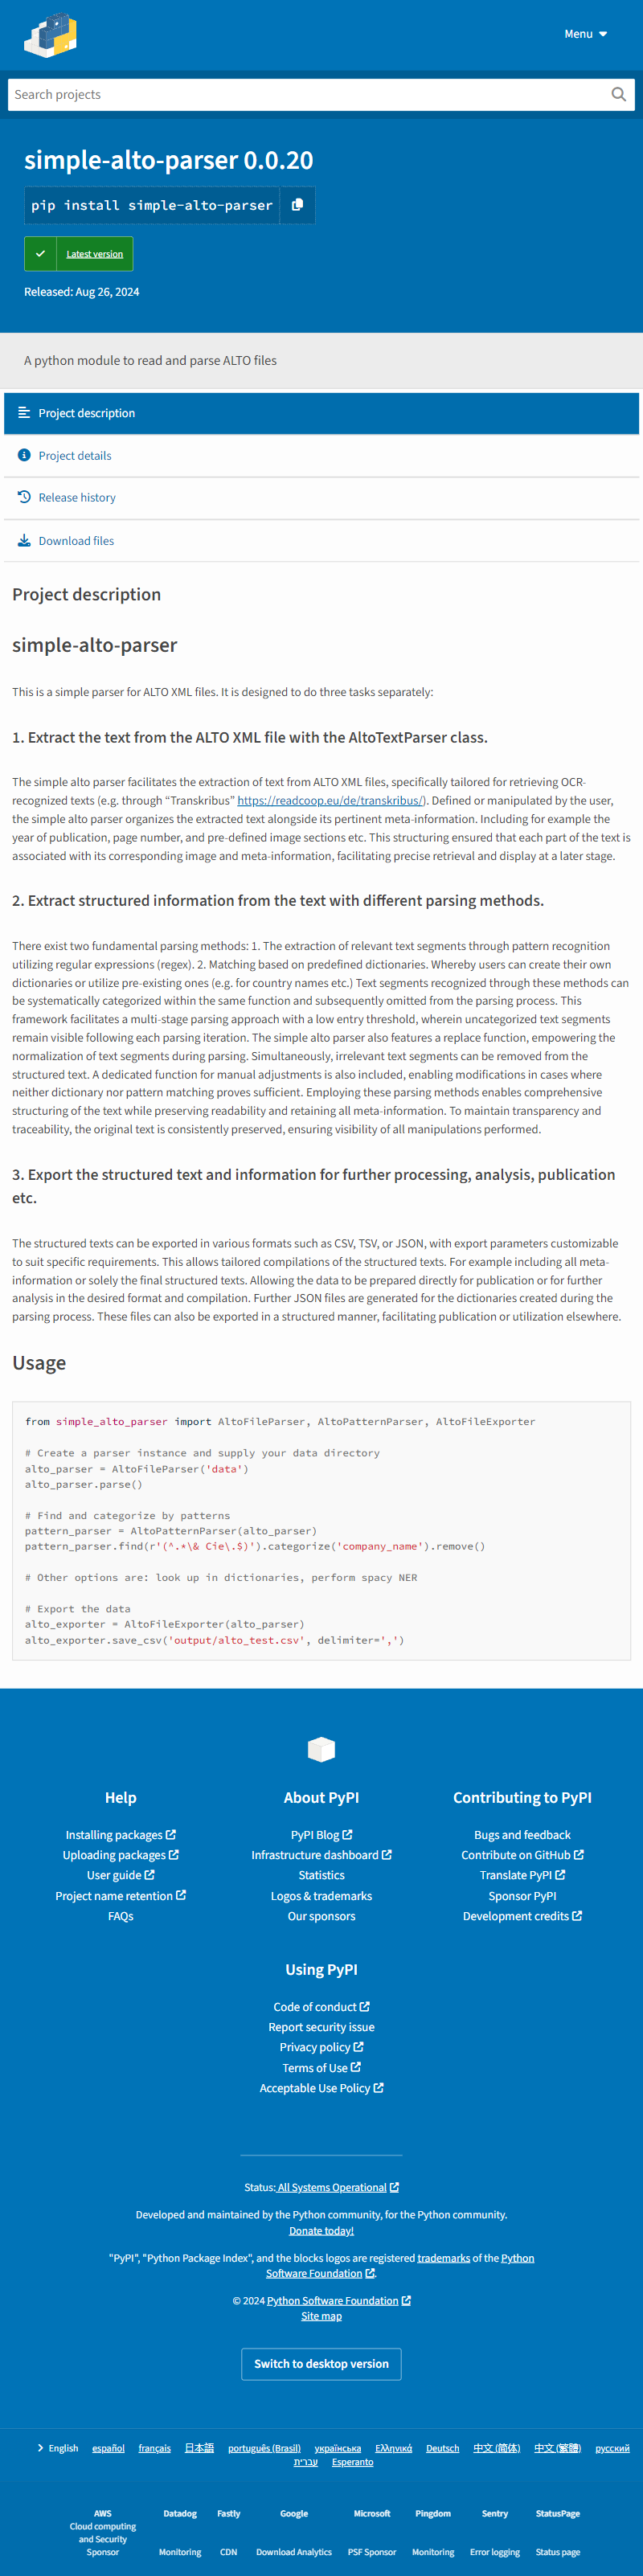 Menu
Search projects
simple-alto-parser 0.0.20
pip install simple-alto-parser
Latest version
Released: Aug 26, 2024
A python module to read and parse ALTO files
Project description
Project details
Release history
Download files
Project description
simple-alto-parser
This is a simple parser for ALTO XML files. It is designed to do three tasks separately:
1. Extract the text from the ALTO XML file with the AltoTextParser class.
The simple alto parser facilitates the extraction of text from ALTO XML files, specifically tailored for retrieving OCR-
recognized texts (e.g. through “Transkribus” https://readcoop.eu/de/transkribus/). Defined or manipulated by the user,
the simple alto parser organizes the extracted text alongside its pertinent meta-information. Including for example the
year of publication, page number, and pre-defined image sections etc. This structuring ensured that each part of the text is
associated with its corresponding image and meta-information, facilitating precise retrieval and display at a later stage.
2. Extract structured information from the text with different parsing methods.
There exist two fundamental parsing methods: 1. The extraction of relevant text segments through pattern recognition
utilizing regular expressions (regex). 2. Matching based on predefined dictionaries. Whereby users can create their own
dictionaries or utilize pre-existing ones (e.g. for country names etc.) Text segments recognized through these methods can
be systematically categorized within the same function and subsequently omitted from the parsing process. This
framework facilitates a multi-stage parsing approach with a low entry threshold, wherein uncategorized text segments
remain visible following each parsing iteration. The simple alto parser also features a replace function, empowering the
normalization of text segments during parsing. Simultaneously, irrelevant text segments can be removed from the
structured text. A dedicated function for manual adjustments is also included, enabling modifications in cases where
neither dictionary nor pattern matching proves sufficient. Employing these parsing methods enables comprehensive
structuring of the text while preserving readability and retaining all meta-information. To maintain transparency and
traceability, the original text is consistently preserved, ensuring visibility of all manipulations performed.
3. Export the structured text and information for further processing, analysis, publication
etc.
The structured texts can be exported in various formats such as CSV, TSV, or JSON, with export parameters customizable
to suit specific requirements. This allows tailored compilations of the structured texts. For example including all meta-
information or solely the final structured texts. Allowing the data to be prepared directly for publication or for further
analysis in the desired format and compilation. Further JSON files are generated for the dictionaries created during the
parsing process. These files can also be exported in a structured manner, facilitating publication or utilization elsewhere.
Usage
from simple_alto_parser import AltoFileParser, AltoPatternParser, AltoFileExporter
# Create a parser instance and supply your data directory
alto_parser = AltoFileParser('data')
alto_parser.parse()
# Find and categorize by patterns
pattern_parser = AltoPatternParser(alto_parser)
pattern_parser.find(r'(^.*\& Cie\.$)').categorize('company_name').remove()
# Other options are: look up in dictionaries, perform spacy NER
# Export the data
alto_exporter = AltoFileExporter(alto_parser)
alto_exporter.save_csv('output/alto_test.csv', delimiter=',')
Help
Installing packages
Uploading packages
User guide
Project name retention
FAQs
About PyPI
PyPI Blog
Infrastructure dashboard
Statistics
Logos & trademarks
Our sponsors
Contributing to PyPI
Bugs and feedback
Contribute on GitHub
Translate PyPI
Sponsor PyPI
Development credits
Using PyPI
Code of conduct
Report security issue
Privacy policy
Terms of Use
Acceptable Use Policy
Status: All Systems Operational
Developed and maintained by the Python community, for the Python community.
Donate today!
"PyPI", "Python Package Index", and the blocks logos are registered trademarks of the Python
Software Foundation.
© 2024 Python Software Foundation
Site map
Switch to desktop version
English español français 日本語 português (Brasil) українська Ελληνικά Deutsch 中文 (简体) 中文 (繁體) русский
עברית Esperanto
AWS
Cloud computing
and Security
Sponsor
Datadog
Monitoring
Fastly
CDN
Google
Download Analytics
Microsoft
PSF Sponsor
Pingdom
Monitoring
Sentry
Error logging
StatusPage
Status page